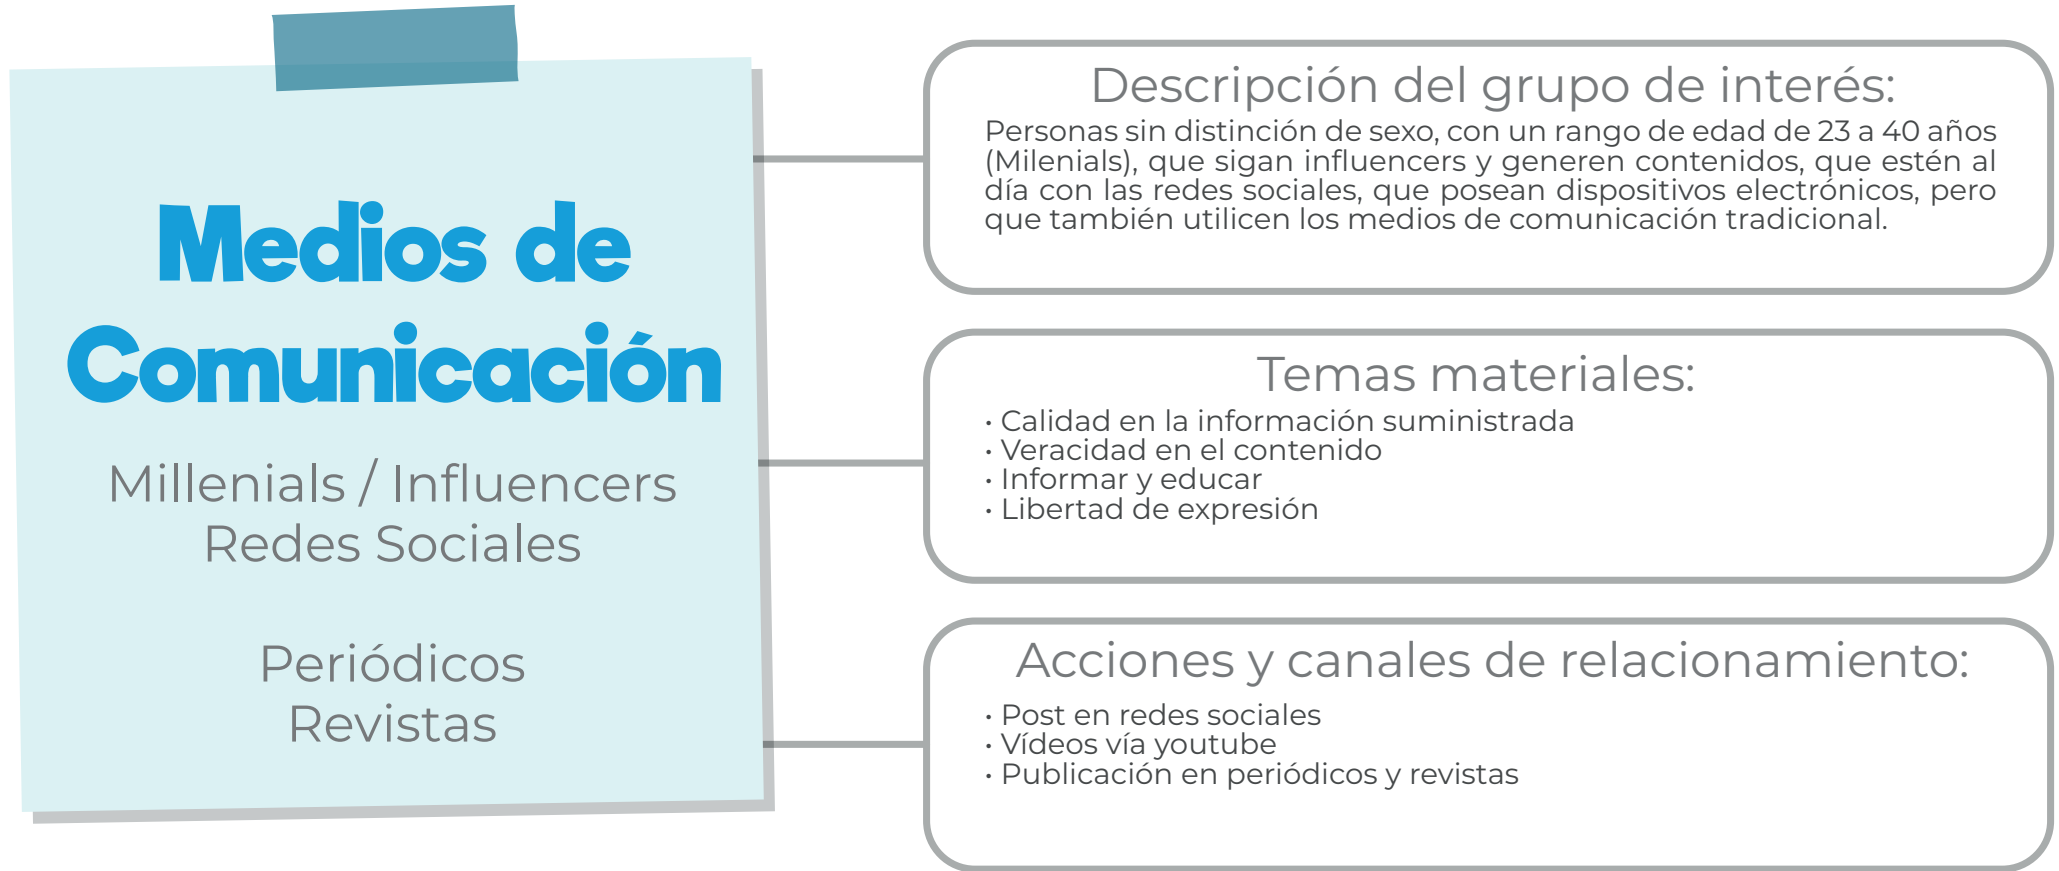 Medios de
Comunicación
Millenials / Influencers
Redes Sociales
Periódicos
Revistas
Descripción del grupo de interés:
Personas sin distinción de sexo, con un rango de edad de 23 a 40 años
(Milenials), que sigan influencers y generen contenidos, que estén al
día con las redes sociales, que posean dispositivos electrónicos, pero
que también utilicen los medios de comunicación tradicional.
Temas materiales:
• Calidad en la información suministrada
• Veracidad en el contenido
• Informar y educar
• Libertad de expresión
Acciones y canales de relacionamiento:
• Post en redes sociales
• Vídeos vía youtube
• Publicación en periódicos y revistas